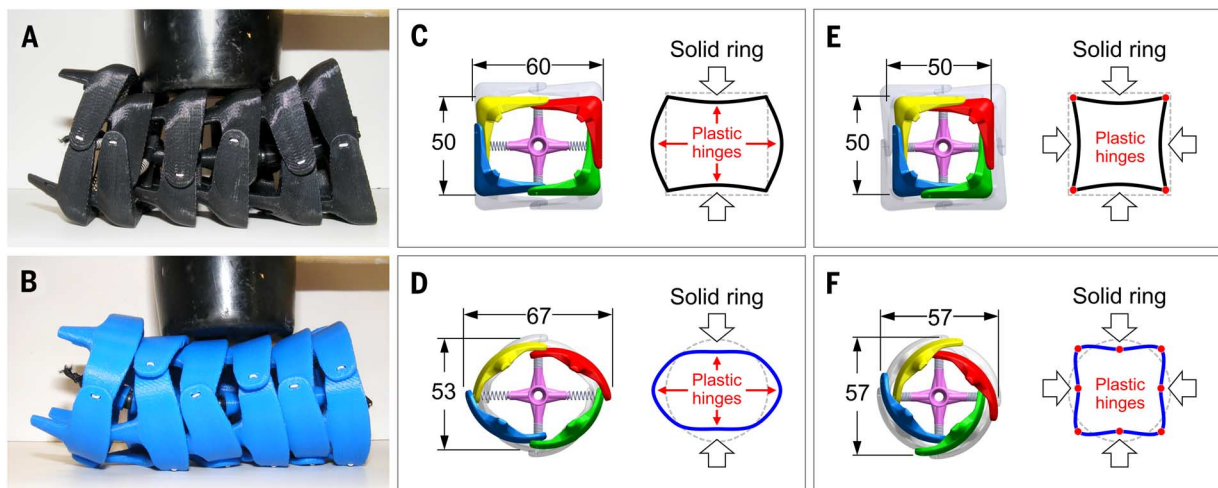 A
B
C
60
50
Solid ring
Plastic
hinges
D
67
53
Solid ring
Plastic
hinges
E
50
50
Solid ring
Plastic
hinges
F
57
57
Solid ring
Plastic
hinges